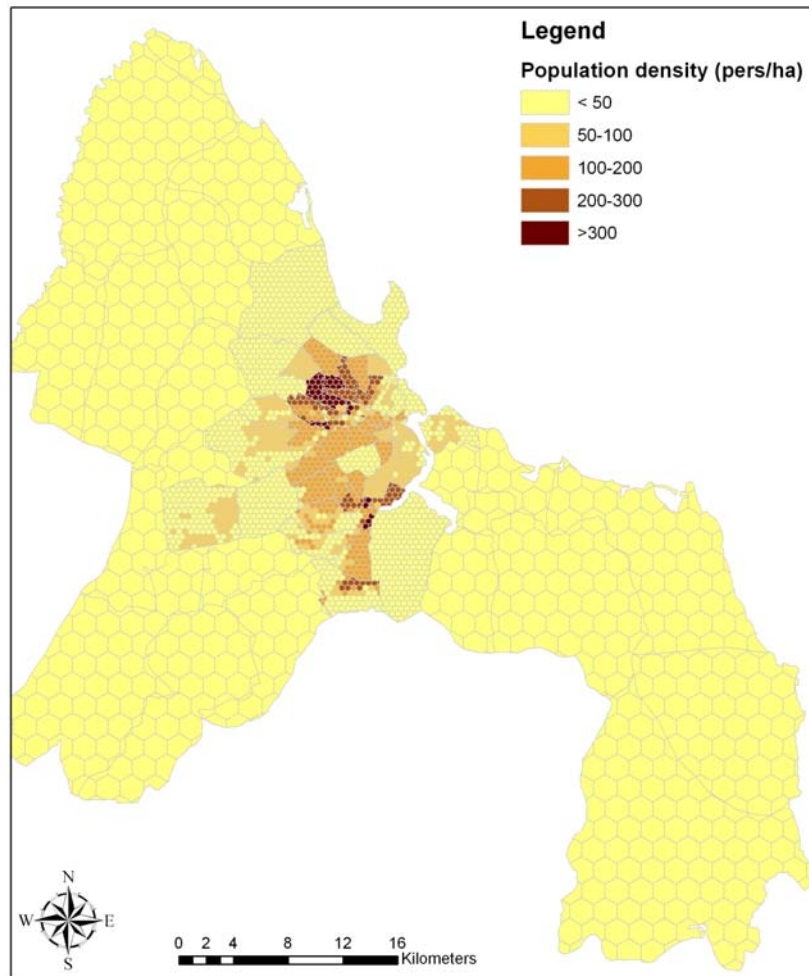 Legend
Population density (pers/ha)
< 50
50-100
100-200
200-300
>300
N
W E
S
0 2 4 8 12 16
Kilometers